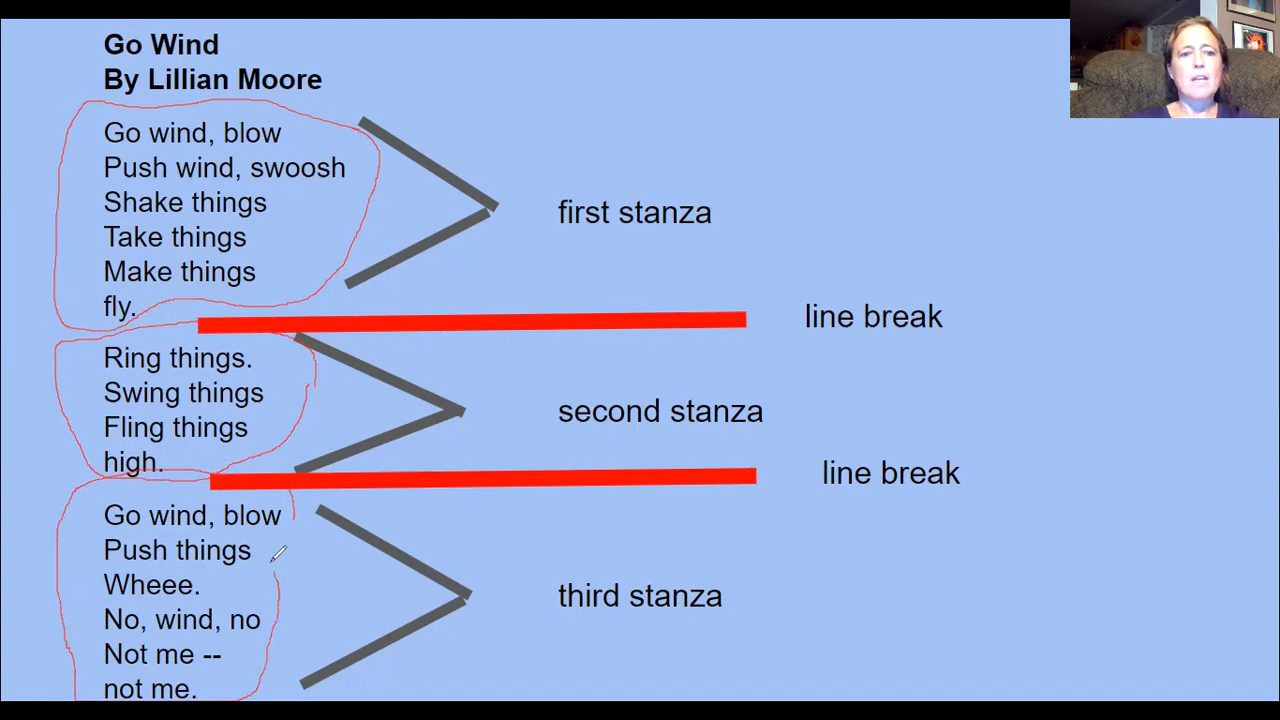 Go Wind
By Lillian Moore
Go wind, blow
Push wind, swoosh
Shake things
Take things
Make things
fly.
first stanza
line break
Ring things.
Swing things
Fling things
high.
second stanza
line break
Go wind, blow
Push things
Wheee.
No, wind, no
Not me --
not me.
third stanza